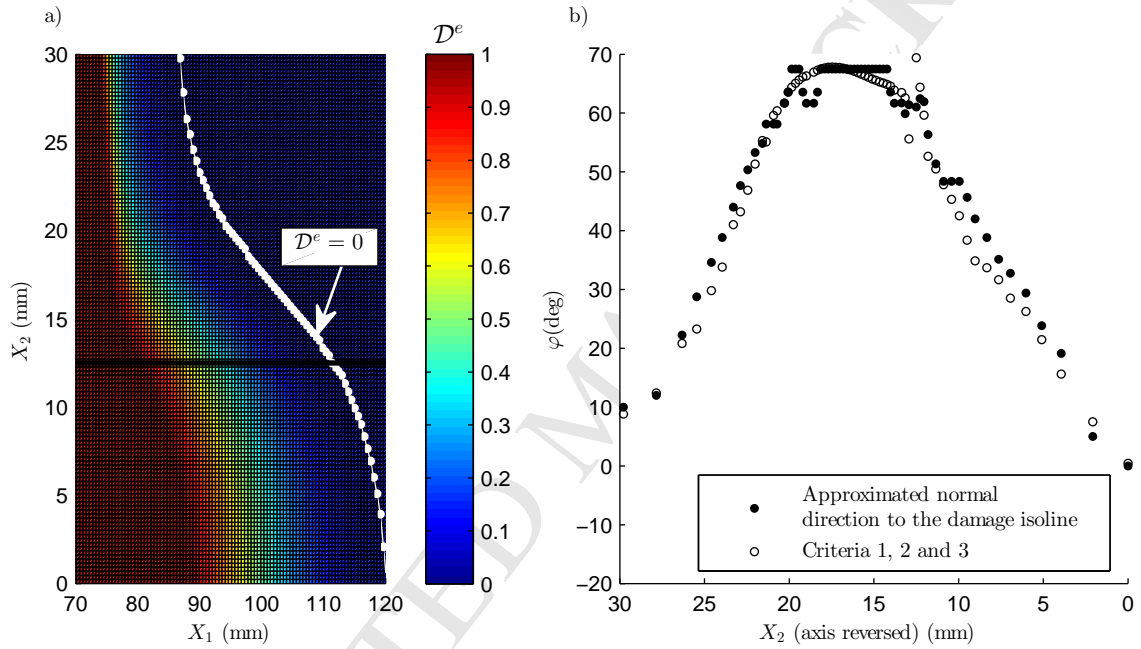 a)
𝒟ᵉ
30
25
20
15
10
5
0
70 80 90 100 110 120
X₂ (mm)
X₁ (mm)
𝒟ᵉ = 0
1
0.9
0.8
0.7
0.6
0.5
0.4
0.3
0.2
0.1
0
b)
70
60
50
40
30
20
10
0
−10
−20
φ(deg)
Approximated normal
direction to the damage isoline
Criteria 1, 2 and 3
30 25 20 15 10 5 0
X₂ (axis reversed) (mm)